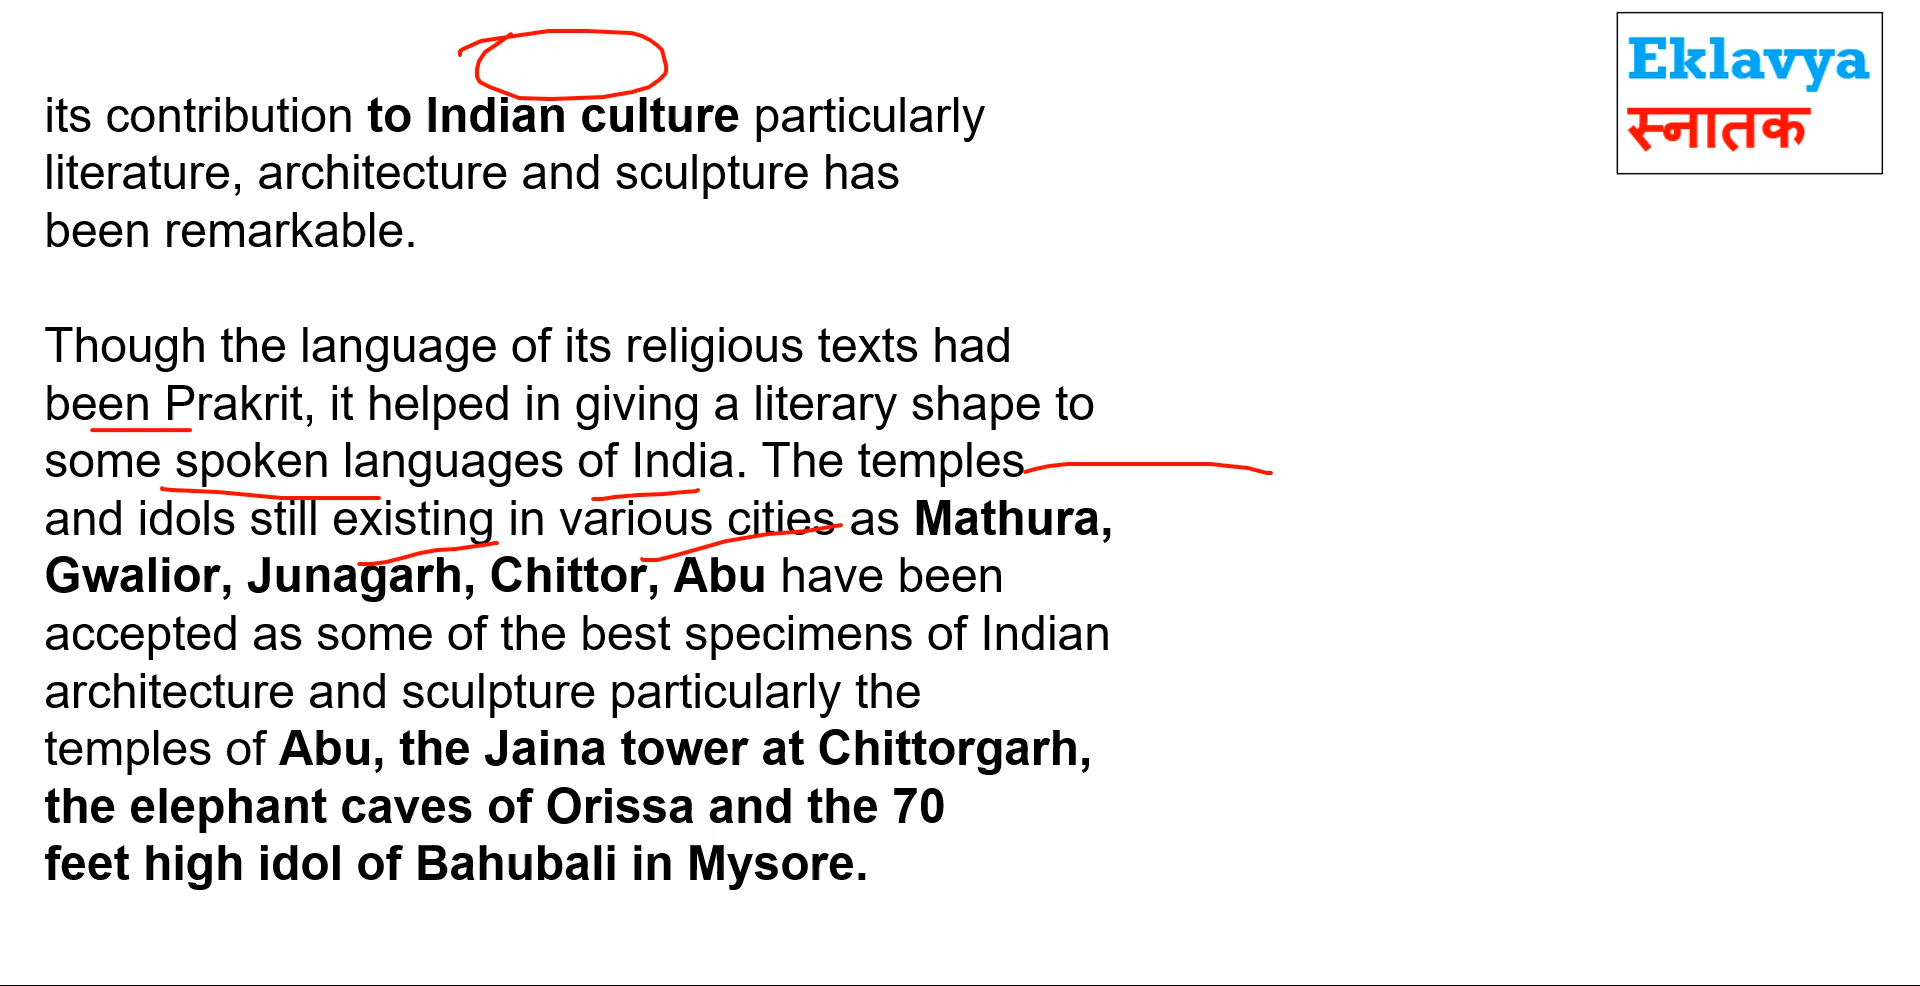 its contribution to Indian culture particularly
literature, architecture and sculpture has
been remarkable.
Though the language of its religious texts had
been Prakrit, it helped in giving a literary shape to
some spoken languages of India. The temples
and idols still existing in various cities as Mathura,
Gwalior, Junagarh, Chittor, Abu have been
accepted as some of the best specimens of Indian
architecture and sculpture particularly the
temples of Abu, the Jaina tower at Chittorgarh,
the elephant caves of Orissa and the 70
feet high idol of Bahubali in Mysore.
Eklavya
स्नातक